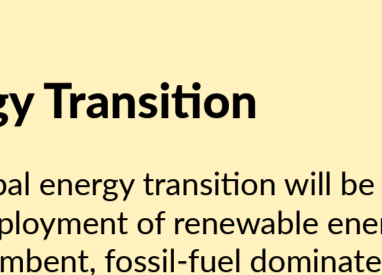 gy Transition
bal energy transition will be
ployment of renewable ener
mbent, fossil-fuel dominate